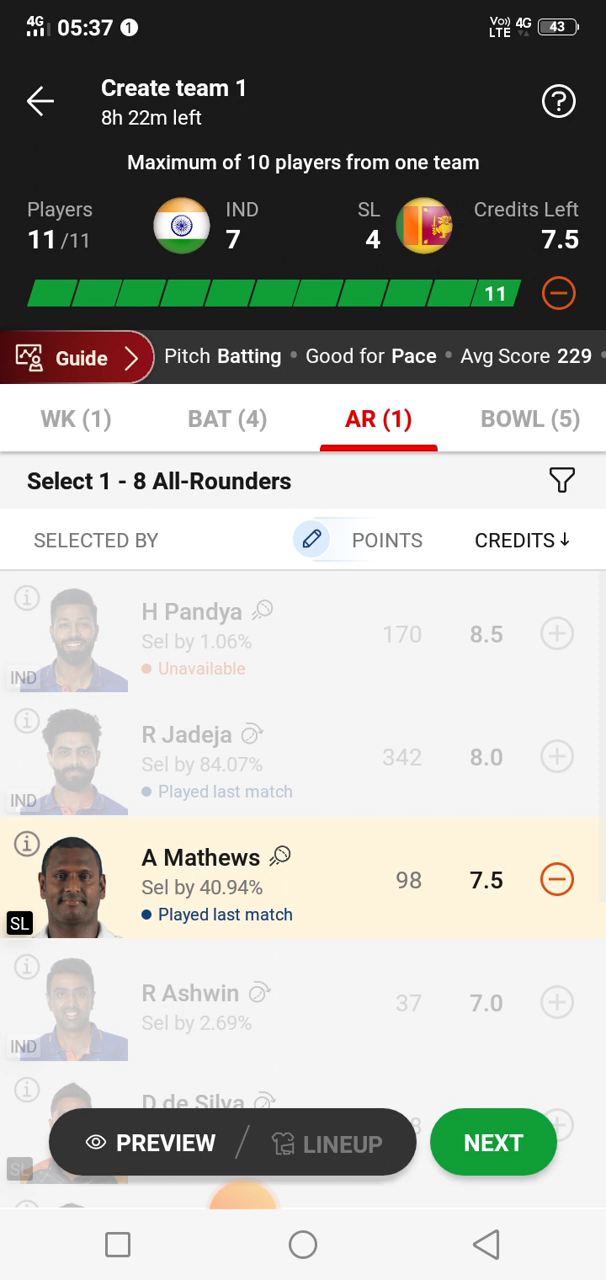 4G 05:37 1 Vo)) LTE 4G 43
Create team 1
8h 22m left
Maximum of 10 players from one team
Players IND SL Credits Left
11/11 7 4 7.5
11
Guide Pitch Batting • Good for Pace • Avg Score 229
WK (1) BAT (4) AR (1) BOWL (5)
Select 1 - 8 All-Rounders
SELECTED BY POINTS CREDITS↓
H Pandya
Sel by 1.06% 170 8.5
Unavailable
IND
R Jadeja
Sel by 84.07% 342 8.0
Played last match
IND
A Mathews
Sel by 40.94% 98 7.5
Played last match
SL
R Ashwin
Sel by 2.69% 37 7.0
IND
D de Silva
PREVIEW / LINEUP NEXT
SL